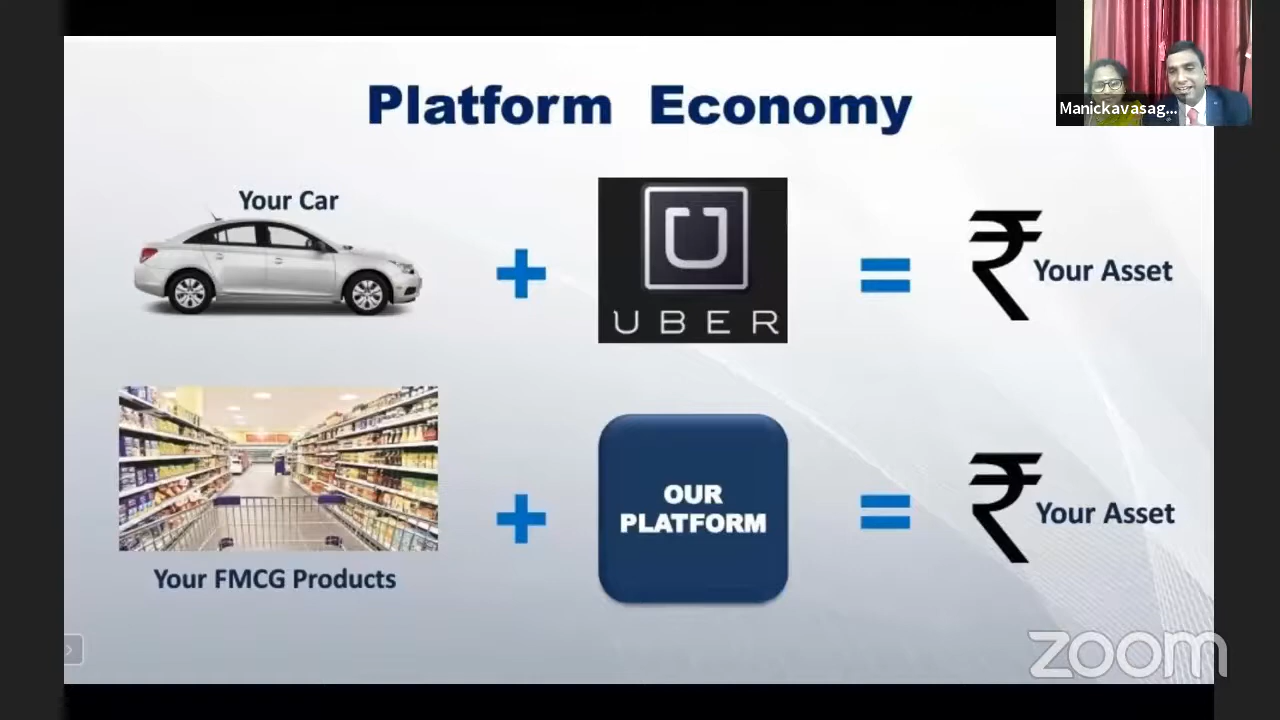 Platform Economy
Manickavasag...
Your Car
U
UBER
₹ Your Asset
OUR
PLATFORM
₹ Your Asset
Your FMCG Products
zoom